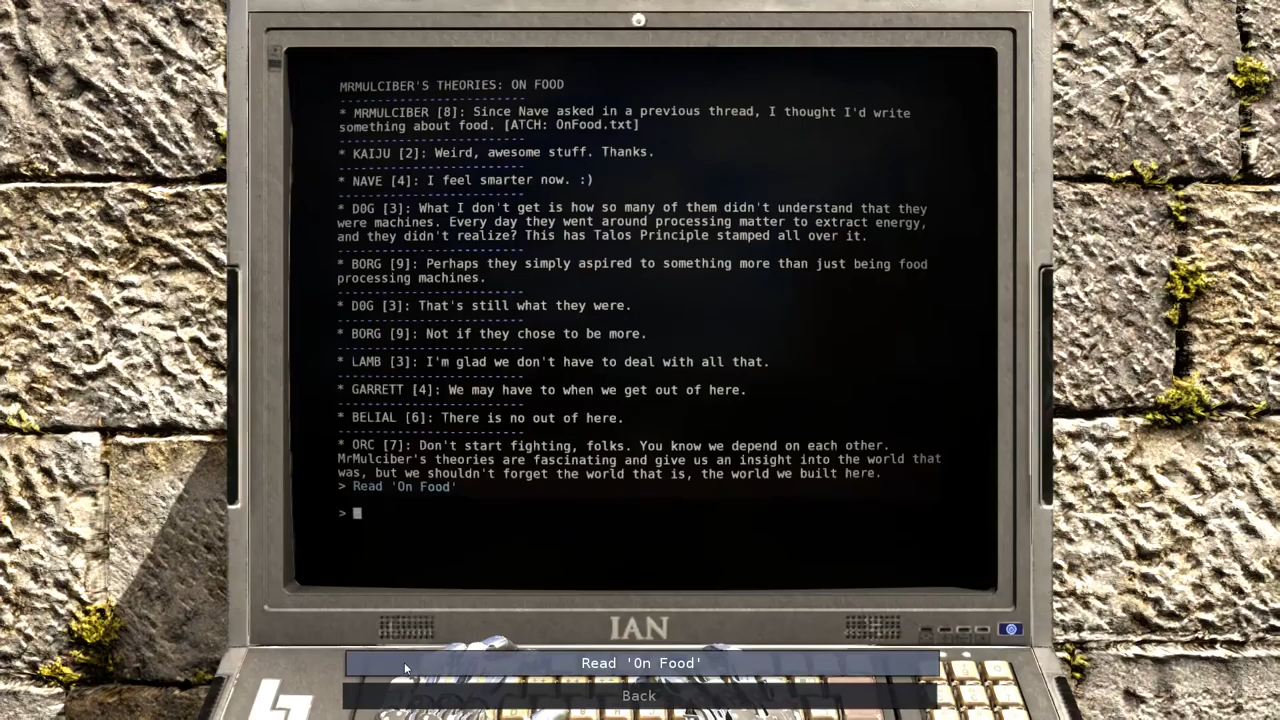 MRMULCIBER'S THEORIES: ON FOOD
-------------------------
* MRMULCIBER [8]: Since Nave asked in a previous thread, I thought I'd write
something about food. [ATCH: OnFood.txt]
-------------------------
* KAIJU [2]: Weird, awesome stuff. Thanks.
-------------------------
* NAVE [4]: I feel smarter now. :)
-------------------------
* D0G [3]: What I don't get is how so many of them didn't understand that they
were machines. Every day they went around processing matter to extract energy,
and they didn't realize? This has Talos Principle stamped all over it.
-------------------------
* BORG [9]: Perhaps they simply aspired to something more than just being food
processing machines.
-------------------------
* D0G [3]: That's still what they were.
-------------------------
* BORG [9]: Not if they chose to be more.
-------------------------
* LAMB [3]: I'm glad we don't have to deal with all that.
-------------------------
* GARRETT [4]: We may have to when we get out of here.
-------------------------
* BELIAL [6]: There is no out of here.
-------------------------
* ORC [7]: Don't start fighting, folks. You know we depend on each other.
MrMulciber's theories are fascinating and give us an insight into the world that
was, but we shouldn't forget the world that is, the world we built here.
> Read 'On Food'
>
IAN
Read 'On Food'
Back